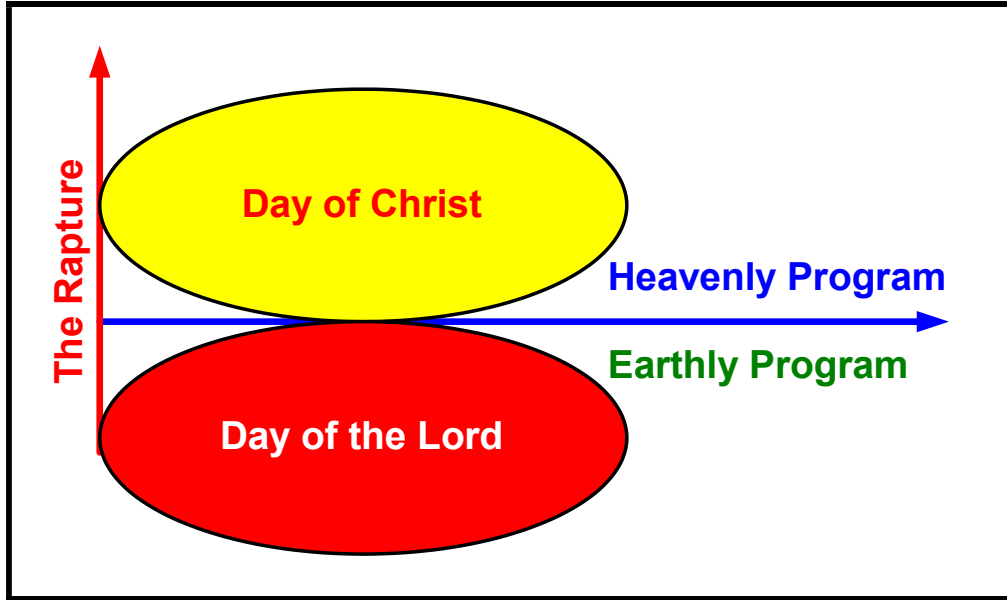 The Rapture
Day of Christ
Heavenly Program
Earthly Program
Day of the Lord